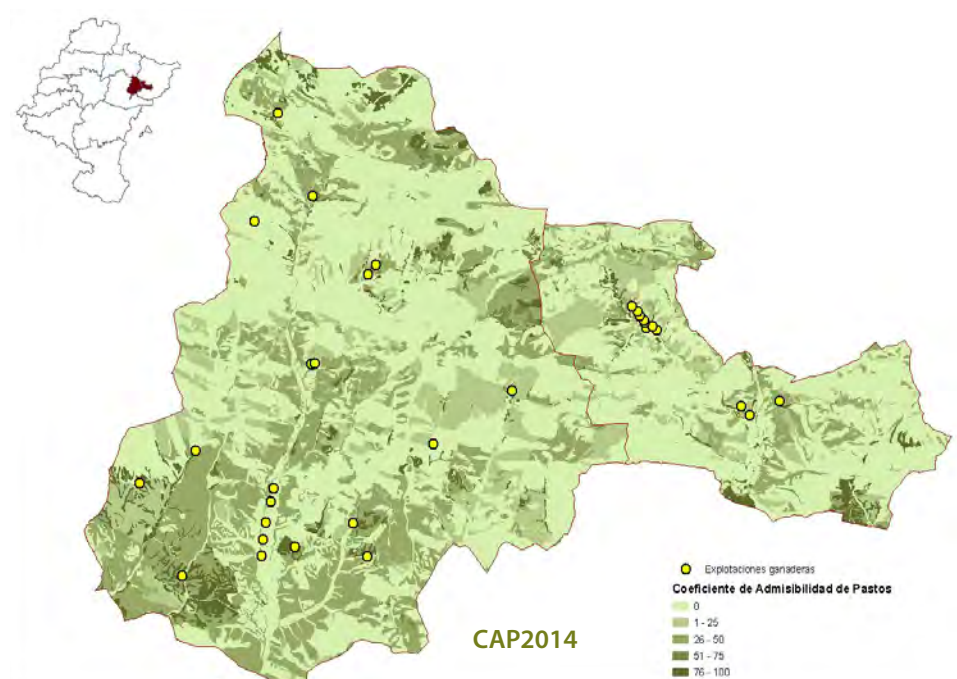 Explotaciones ganaderas
Coeficiente de Admisibilidad de Pastos
0
1 - 25
26 - 50
51 - 75
76 - 100
CAP2014